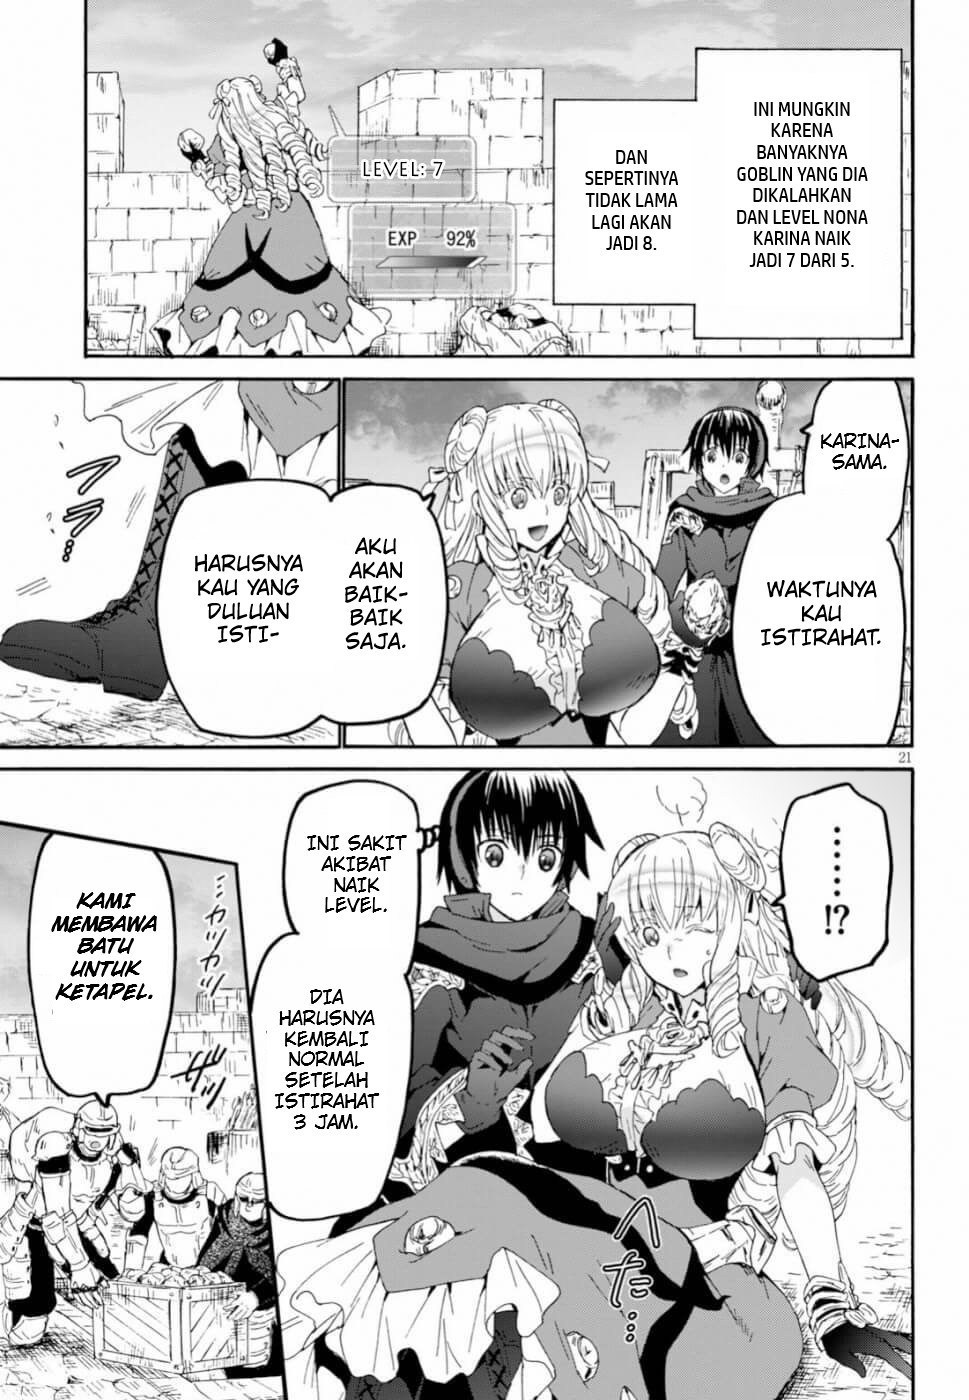 INI MUNGKIN
KARENA
BANYAKNYA
GOBLIN YANG DIA
DIKALAHKAN
DAN LEVEL NONA
KARINA NAIK
JADI 7 DARI 5.
DAN
SEPERTINYA
TIDAK LAMA
LAGI AKAN
JADI 8.
LEVEL: 7
EXP 92%
KARINA-
SAMA.
WAKTUNYA
KAU
ISTIRAHAT.
AKU
AKAN
BAIK-
BAIK
SAJA.
HARUSNYA
KAU YANG
DULUAN
ISTI-
21
......!?
INI SAKIT
AKIBAT
NAIK
LEVEL.
DIA
HARUSNYA
KEMBALI
NORMAL
SETELAH
ISTIRAHAT
3 JAM.
KAMI
MEMBAWA
BATU
UNTUK
KETAPEL.